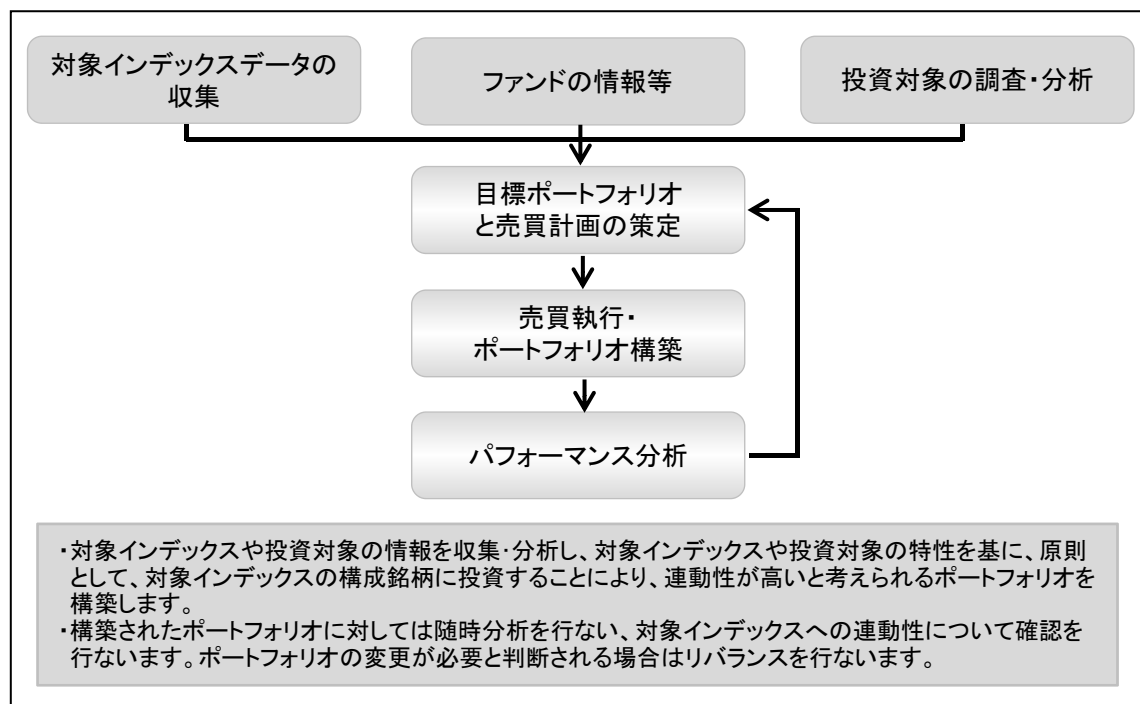 対象インデックスデータの
収集
ファンドの情報等
投資対象の調査・分析
目標ポートフォリオ
と売買計画の策定
売買執行・
ポートフォリオ構築
パフォーマンス分析
・対象インデックスや投資対象の情報を収集・分析し、対象インデックスや投資対象の特性を基に、原則
として、対象インデックスの構成銘柄に投資することにより、連動性が高いと考えられるポートフォリオを
構築します。
・構築されたポートフォリオに対しては随時分析を行ない、対象インデックスへの連動性について確認を
行ないます。ポートフォリオの変更が必要と判断される場合はリバランスを行ないます。